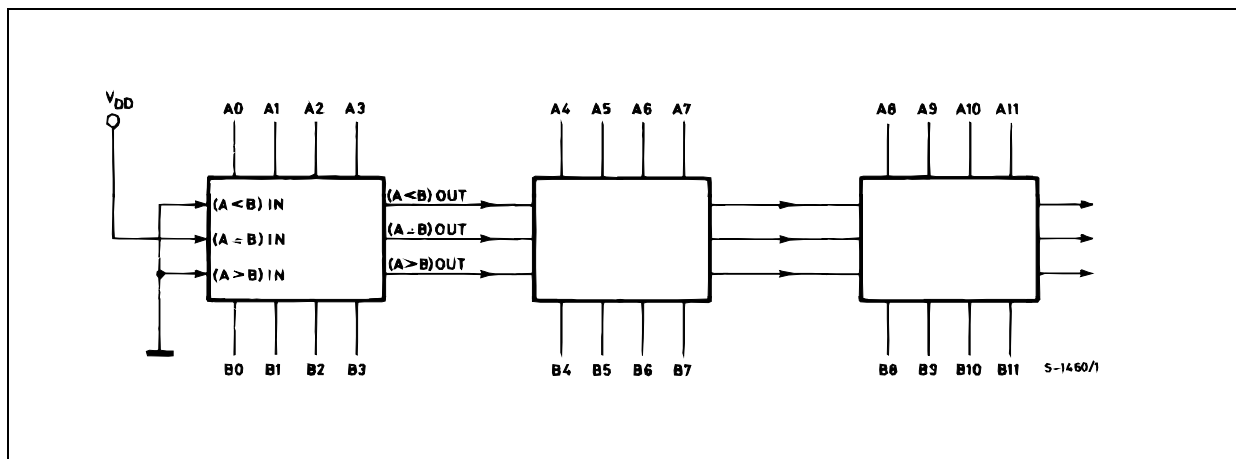 VDD
A0 A1 A2 A3
A4 A5 A6 A7
A8 A9 A10 A11
(A<B) IN
(A=B) IN
(A>B) IN
(A<B) OUT
(A=B) OUT
(A>B) OUT
B0 B1 B2 B3
B4 B5 B6 B7
B8 B9 B10 B11
S-1460/1